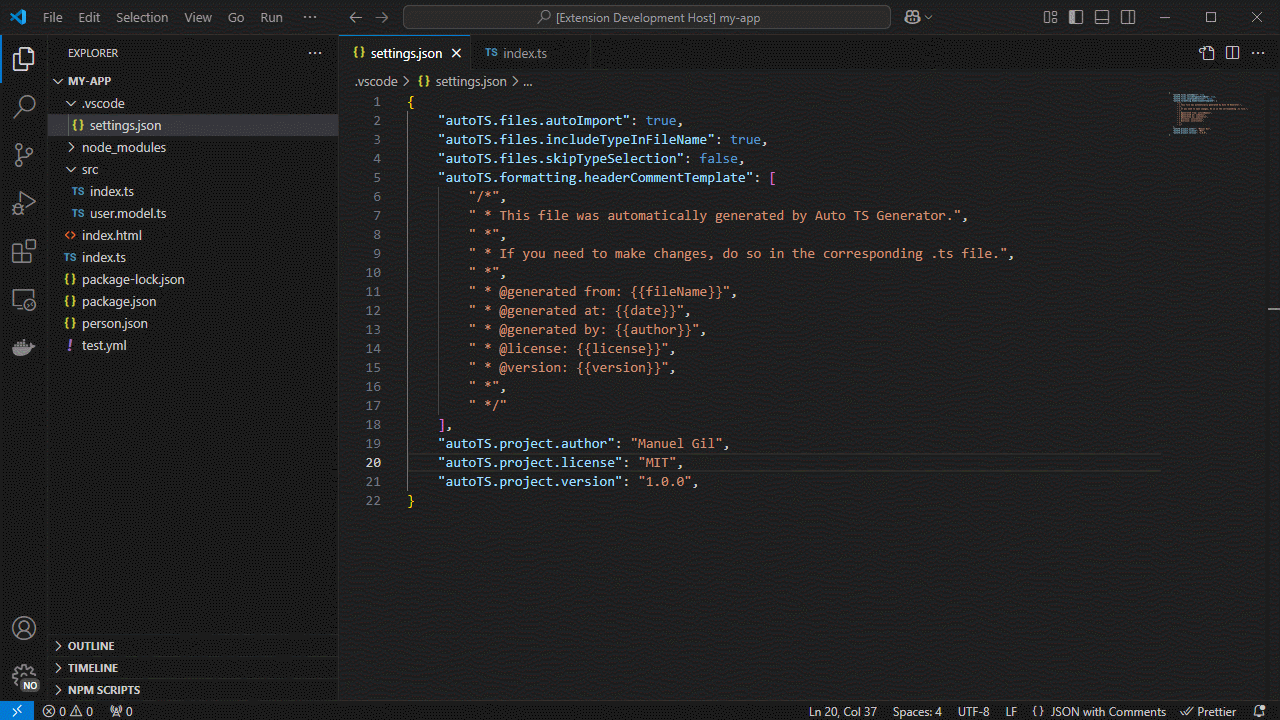 File Edit Selection View Go Run ··· [Extension Development Host] my-app
EXPLORER
MY-APP
.vscode
{} settings.json
node_modules
src
TS index.ts
TS user.model.ts
<> index.html
TS index.ts
{} package-lock.json
{} package.json
{} person.json
! test.yml
OUTLINE
TIMELINE
NPM SCRIPTS
NO
{} settings.json TS index.ts
.vscode > {} settings.json > ...
1 {
2 "autoTS.files.autoImport": true,
3 "autoTS.files.includeTypeInFileName": true,
4 "autoTS.files.skipTypeSelection": false,
5 "autoTS.formatting.headerCommentTemplate": [
6 "/*",
7 " * This file was automatically generated by Auto TS Generator.",
8 " *",
9 " * If you need to make changes, do so in the corresponding .ts file.",
10 " *",
11 " * @generated from: {{fileName}}",
12 " * @generated at: {{date}}",
13 " * @generated by: {{author}}",
14 " * @license: {{license}}",
15 " * @version: {{version}}",
16 " *",
17 " */"
18 ],
19 "autoTS.project.author": "Manuel Gil",
20 "autoTS.project.license": "MIT",
21 "autoTS.project.version": "1.0.0",
22 }
0 0 0 Ln 20, Col 37 Spaces: 4 UTF-8 LF {} JSON with Comments Prettier